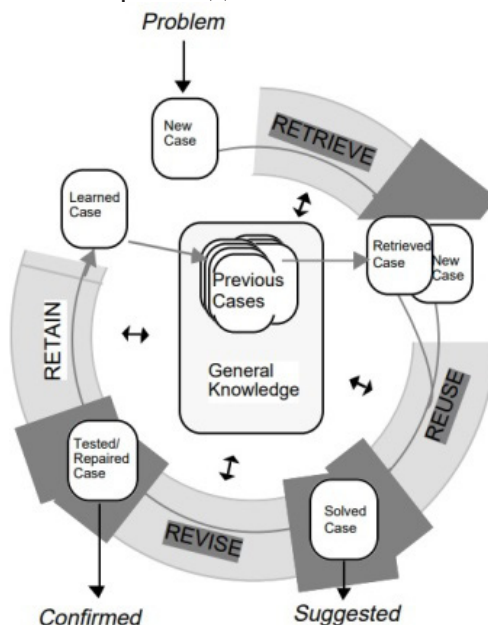 Problem
New
Case
RETRIEVE
Learned
Case
Retrieved
Case
New
Case
Previous
Cases
General
Knowledge
RETAIN
REUSE
Tested/
Repaired
Case
REVISE
Solved
Case
Confirmed
Suggested